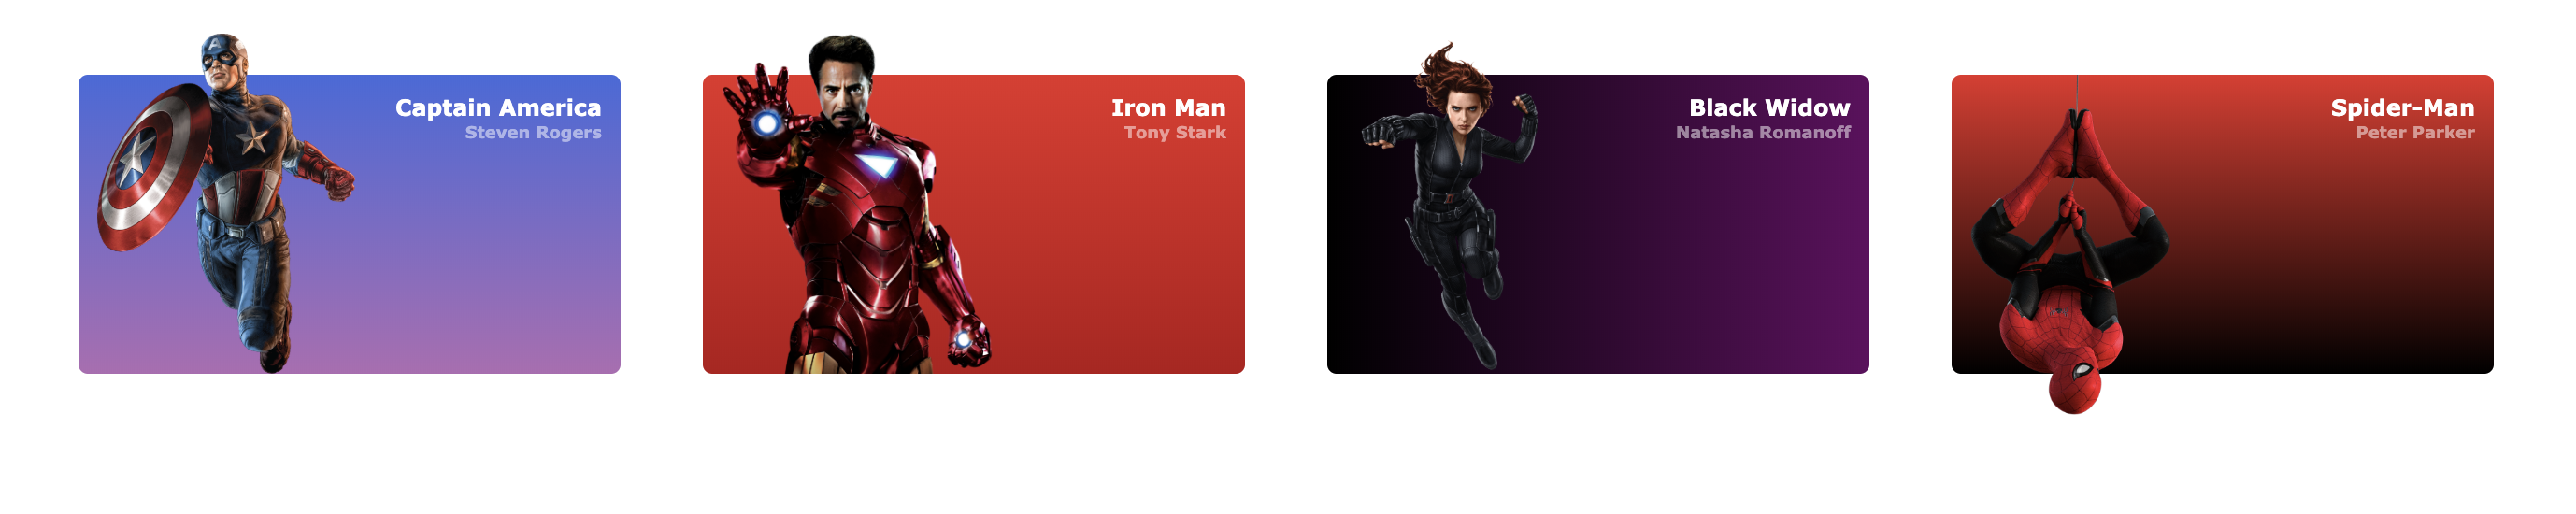 Captain America
Steven Rogers
Iron Man
Tony Stark
Black Widow
Natasha Romanoff
Spider-Man
Peter Parker